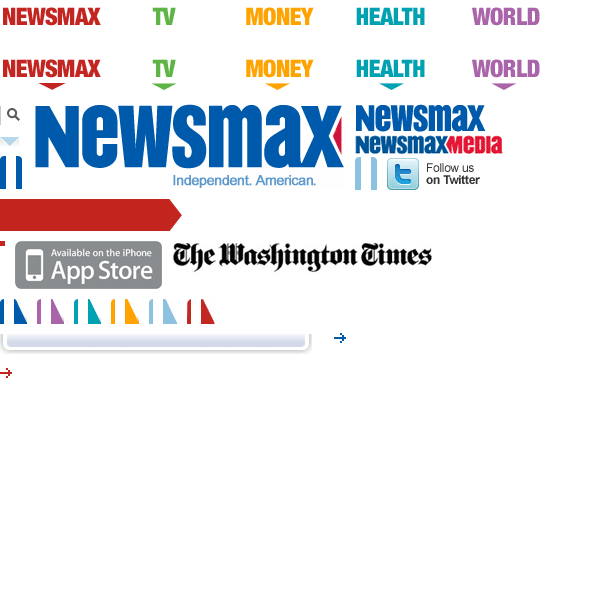 NEWSMAX TV MONEY HEALTH WORLD
NEWSMAX TV MONEY HEALTH WORLD
Newsmax
Independent. American.
Newsmax
NewsmaxMEDIA
Follow us
on Twitter
Available on the iPhone
App Store
The Washington Times